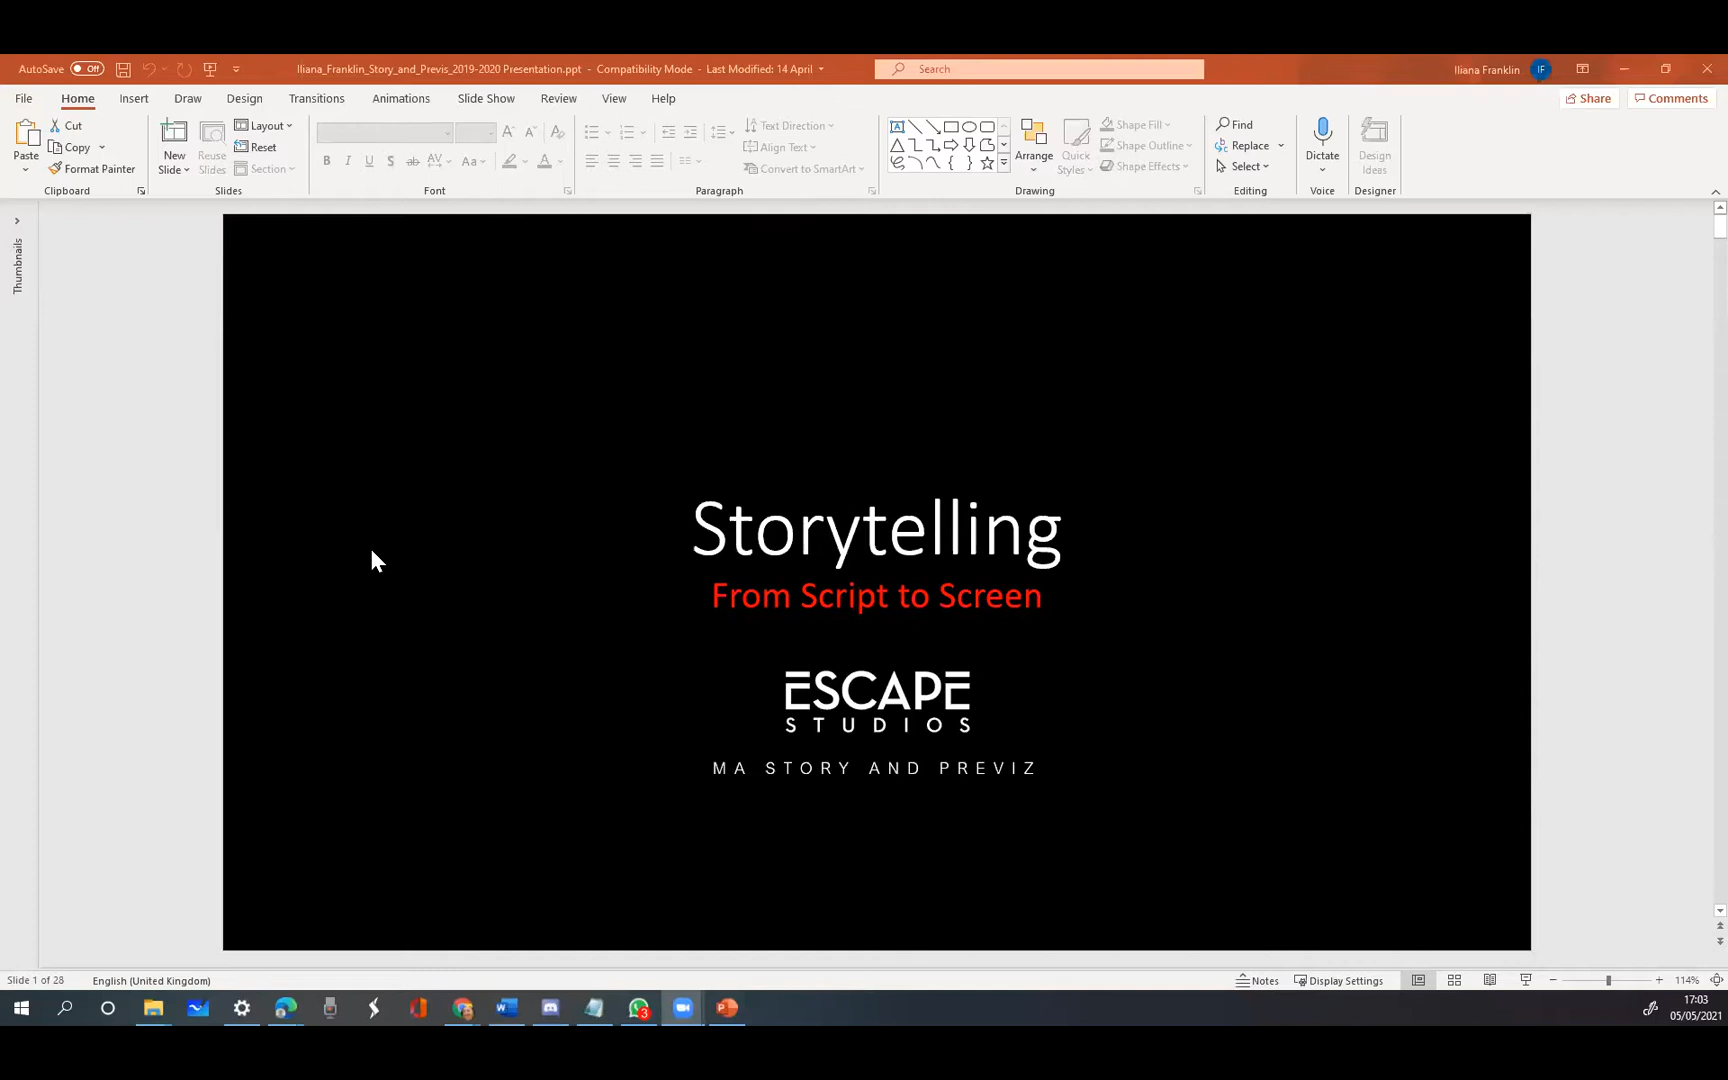 AutoSave Off Iliana_Franklin_Story_and_Previs_2019-2020 Presentation.ppt - Compatibility Mode - Last Modified: 14 April Search Iliana Franklin IF
File Home Insert Draw Design Transitions Animations Slide Show Review View Help Share Comments
Paste Cut Copy Format Painter
Clipboard
New Slide Reuse Slides Layout Reset Section
Slides
B I U S ab AV Aa A
Font
Text Direction Align Text Convert to SmartArt
Paragraph
Arrange Quick Styles Shape Fill Shape Outline Shape Effects
Drawing
Find Replace Select
Editing
Dictate
Voice
Design Ideas
Designer
Thumbnails
Storytelling
From Script to Screen
ESCAPE
STUDIOS
MA STORY AND PREVIZ
Slide 1 of 28 English (United Kingdom) Notes Display Settings 114%
3
17:03
05/05/2021